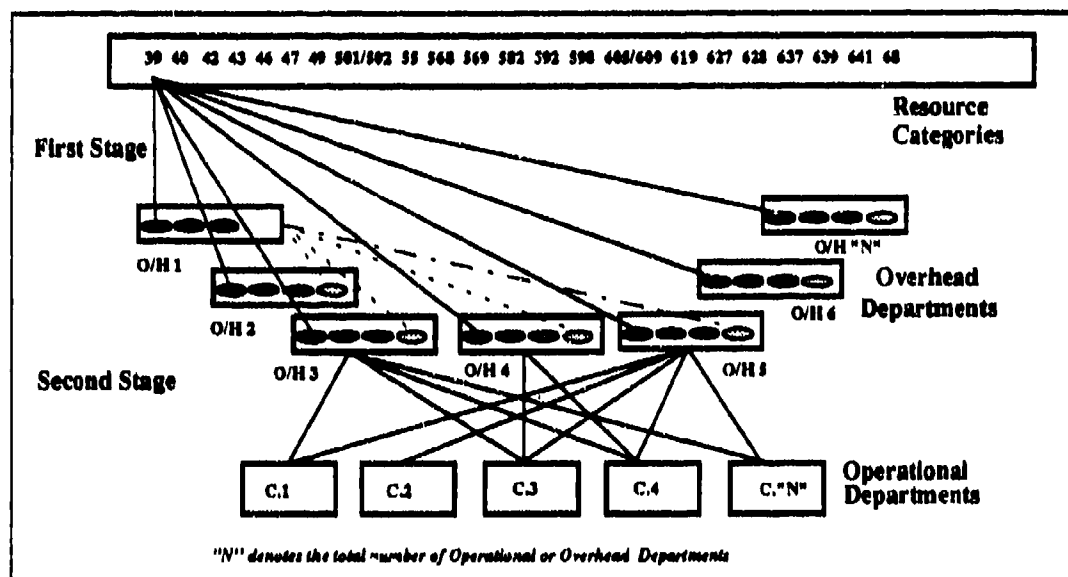 39 40 42 43 46 47 49 501/502 55 568 569 582 592 598 608/609 619 627 628 637 639 641 68
Resource
Categories
First Stage
O/H 1
O/H "N"
O/H 2
O/H 6
Overhead
Departments
O/H 3
O/H 4
O/H 5
Second Stage
C.1
C.2
C.3
C.4
C."N"
Operational
Departments
"N" denotes the total number of Operational or Overhead Departments